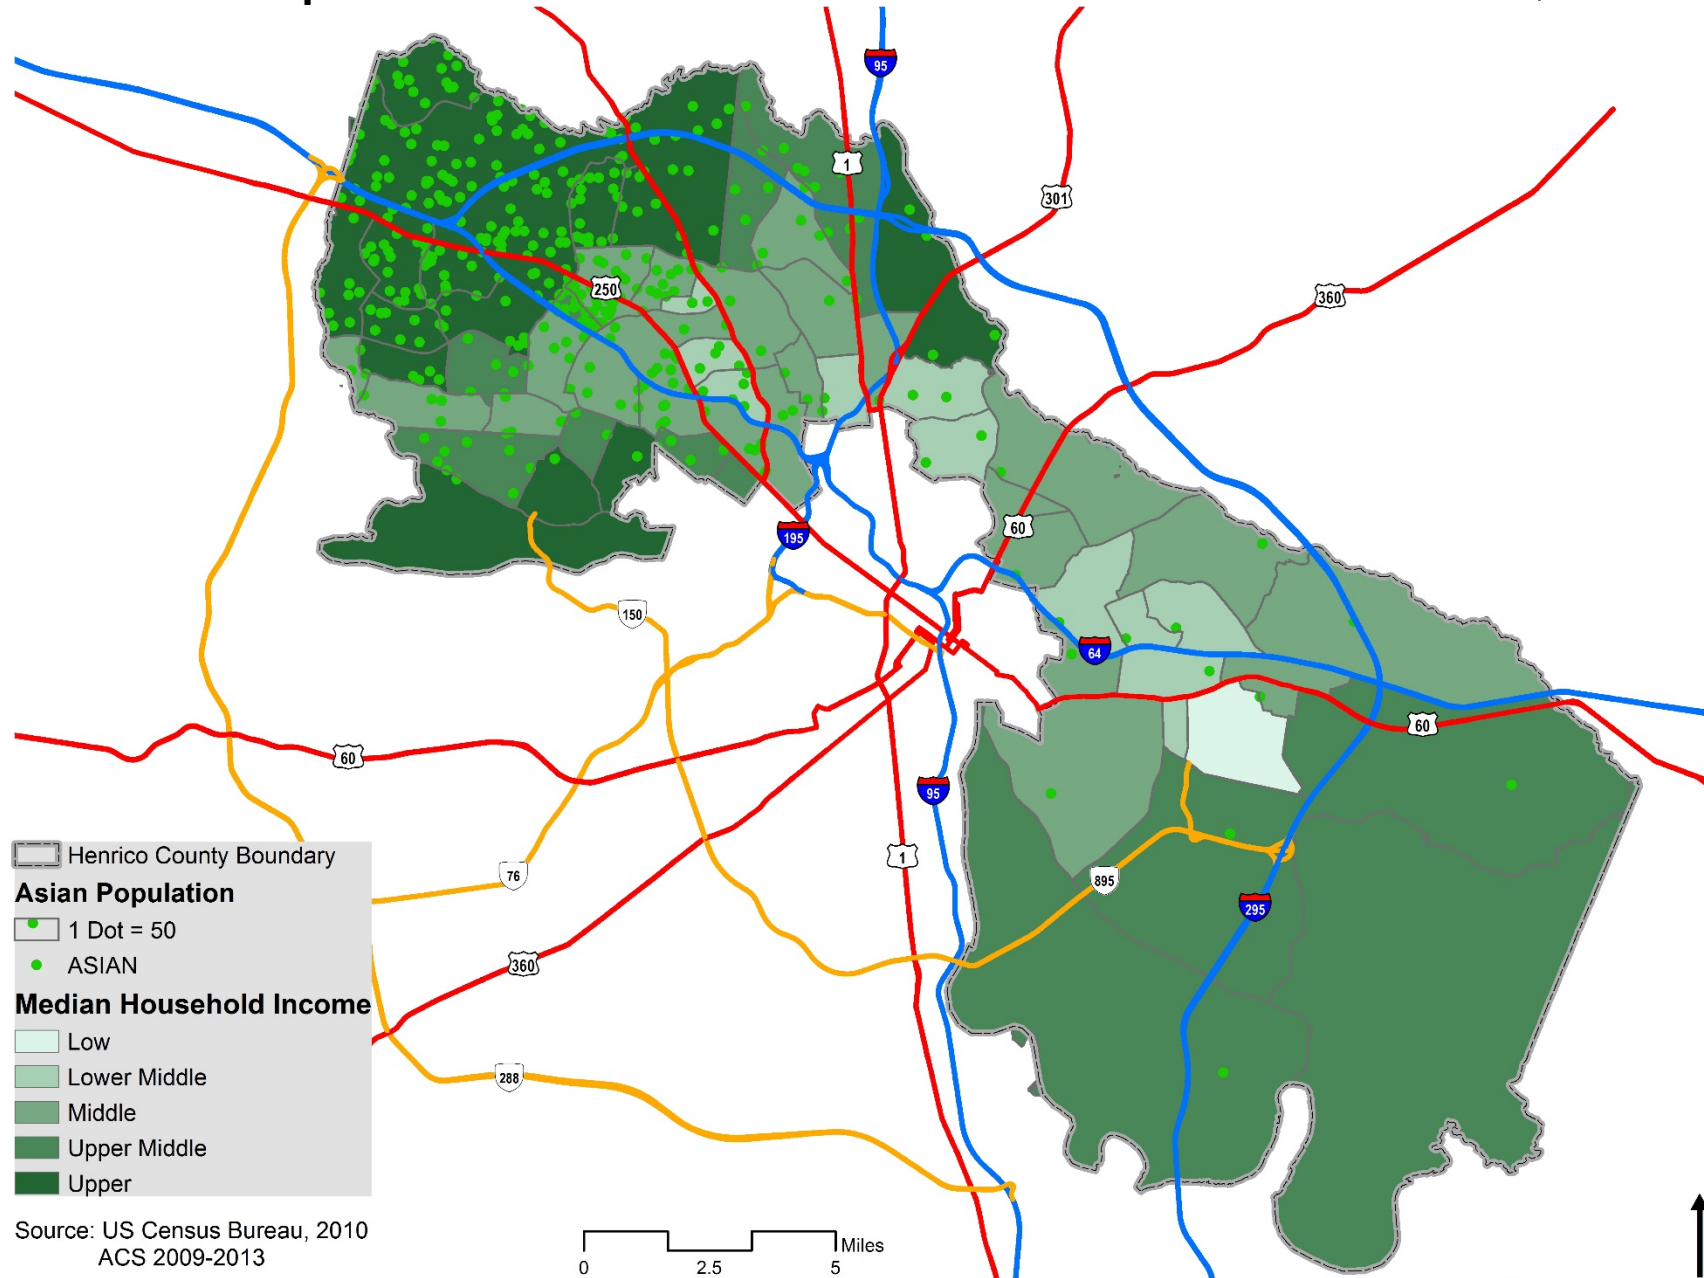 95
1
301
360
250
60
195
150
64
60
60
95
1
895
76
295
360
288
Henrico County Boundary
Asian Population
1 Dot = 50
ASIAN
Median Household Income
Low
Lower Middle
Middle
Upper Middle
Upper
Source: US Census Bureau, 2010
ACS 2009-2013
Miles
0 2.5 5